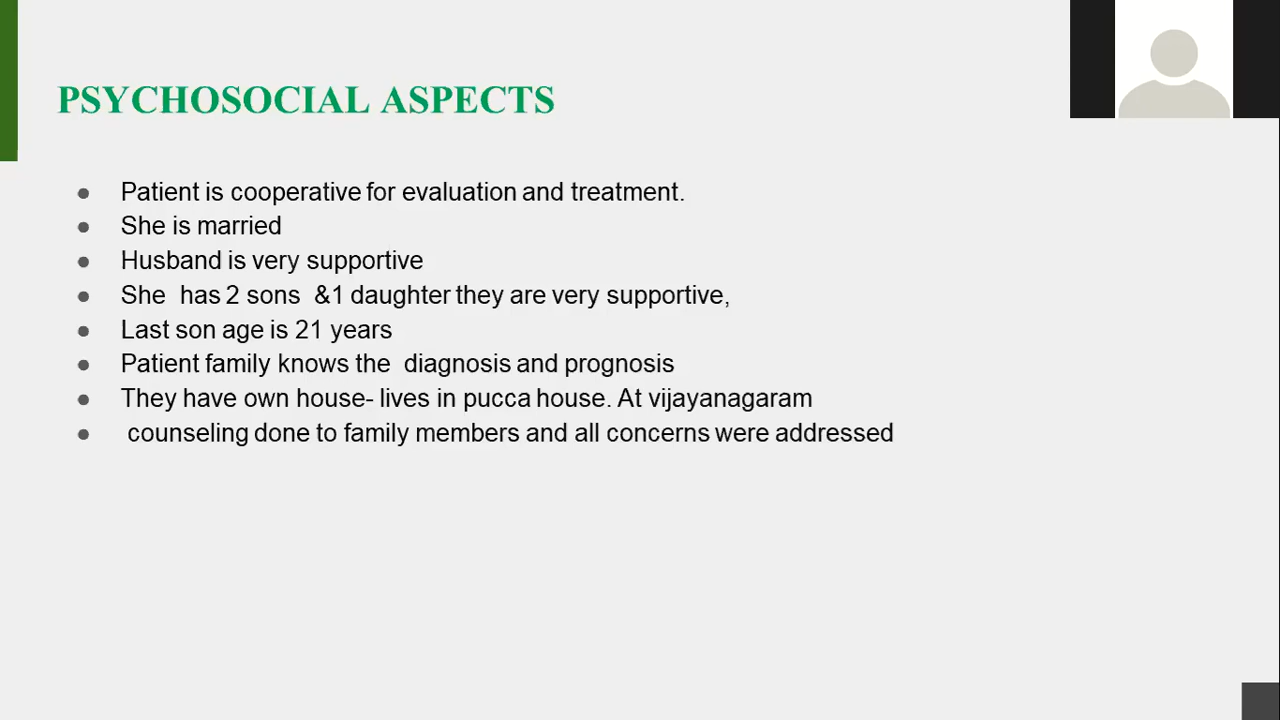 PSYCHOSOCIAL ASPECTS
● Patient is cooperative for evaluation and treatment.
● She is married
● Husband is very supportive
● She has 2 sons &1 daughter they are very supportive,
● Last son age is 21 years
● Patient family knows the diagnosis and prognosis
● They have own house- lives in pucca house. At vijayanagaram
● counseling done to family members and all concerns were addressed